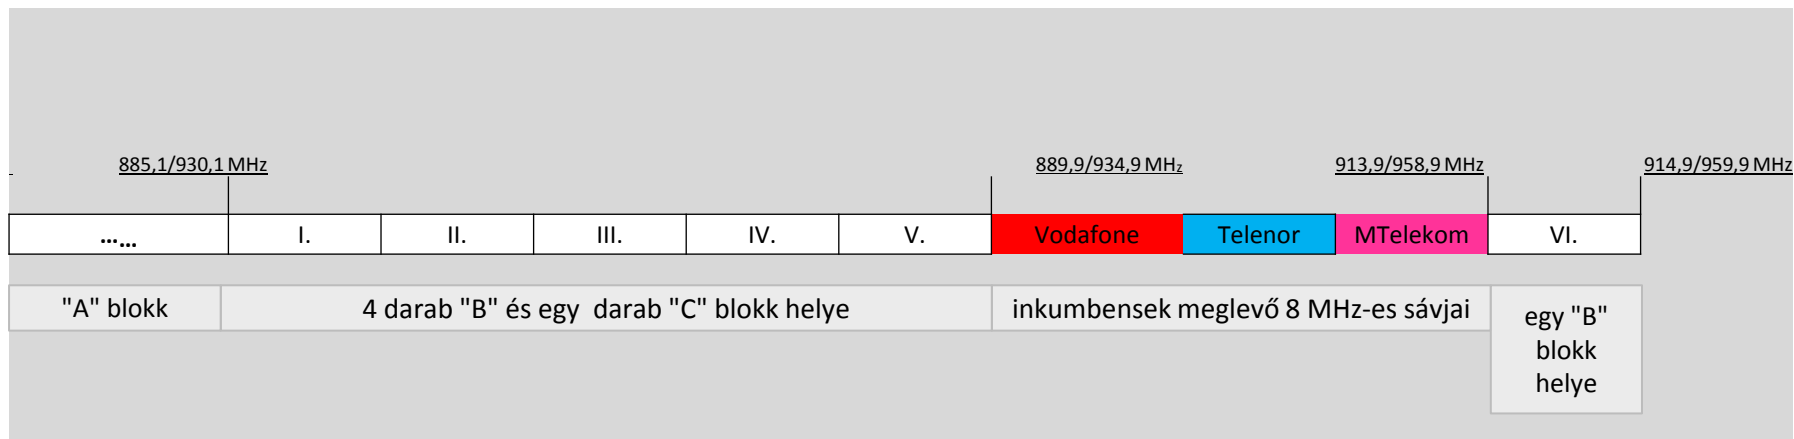 885,1/930,1 MHz 889,9/934,9 MHz 913,9/958,9 MHz 914,9/959,9 MHz
...... I. II. III. IV. V. Vodafone Telenor MTelekom VI.
"A" blokk 4 darab "B" és egy darab "C" blokk helye inkumbensek meglevő 8 MHz-es sávjai egy "B"
blokk
helye